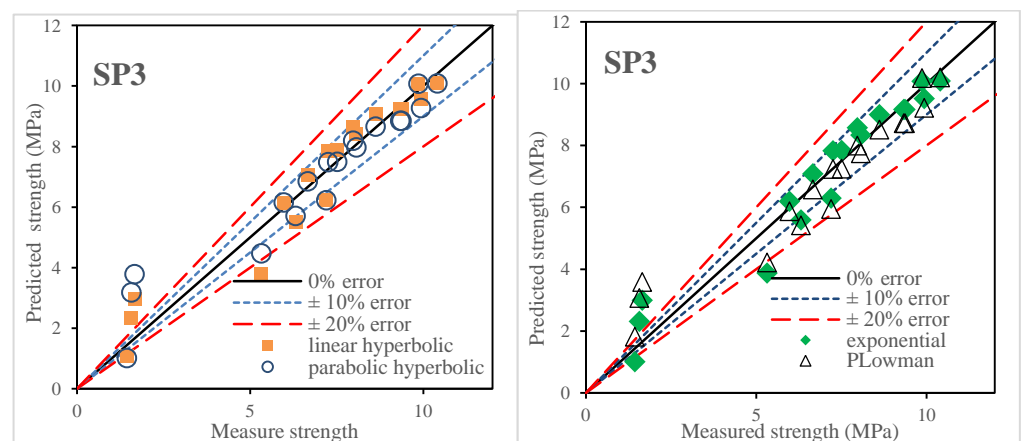 SP3
Predicted strength (MPa)
12
10
8
6
4
2
0
0% error
± 10% error
± 20% error
linear hyperbolic
parabolic hyperbolic
0
5
10
Measure strength
SP3
Predicted strength (MPa)
12
10
8
6
4
2
0
0% error
± 10% error
± 20% error
exponential
PLowman
0
5
10
Measured strength (MPa)